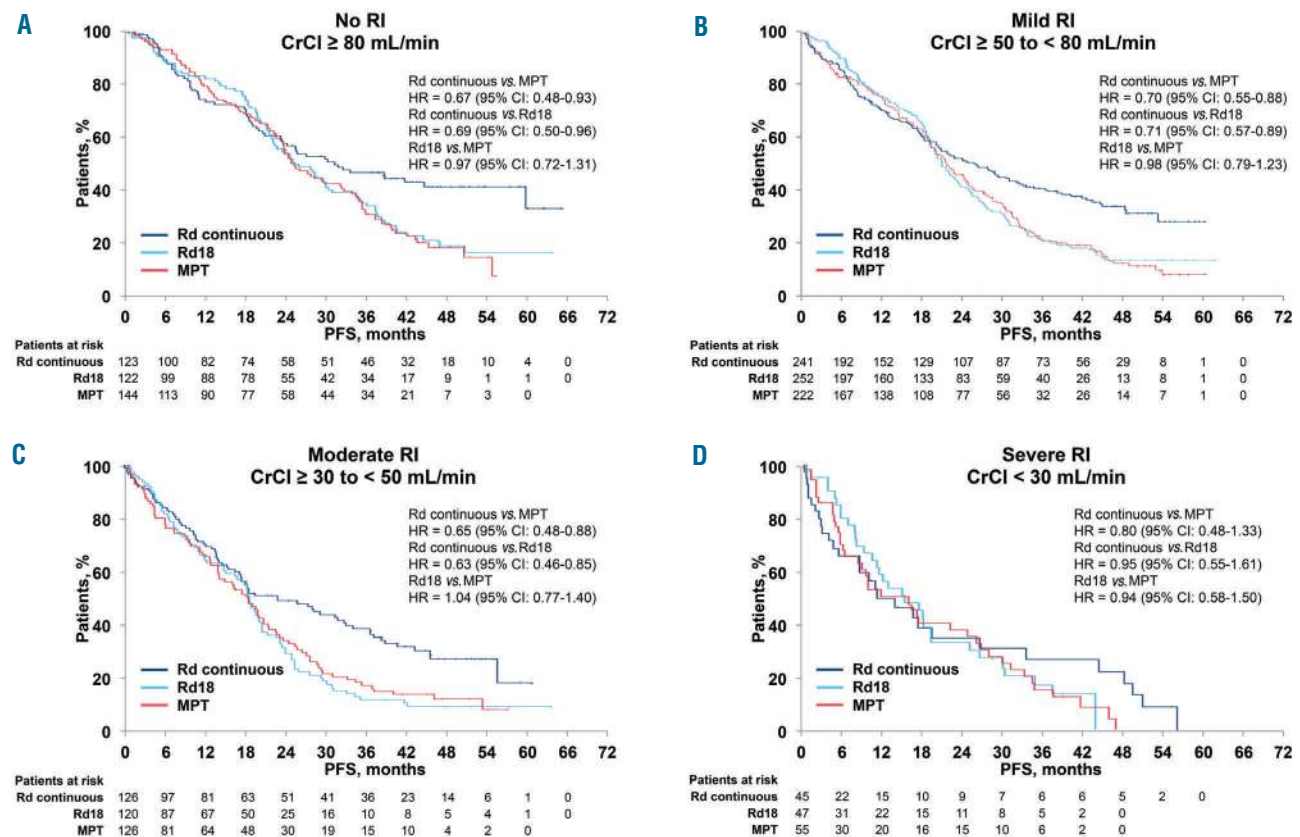 A
No RI
CrCl ≥ 80 mL/min
Patients, %
100
80
60
40
20
0
Rd continuous vs. MPT
HR = 0.67 (95% CI: 0.48-0.93)
Rd continuous vs.Rd18
HR = 0.69 (95% CI: 0.50-0.96)
Rd18 vs.MPT
HR = 0.97 (95% CI: 0.72-1.31)
Rd continuous
Rd18
MPT
0 6 12 18 24 30 36 42 48 54 60 66 72
PFS, months
Patients at risk
Rd continuous 123 100 82 74 58 51 46 32 18 10 4 0
Rd18 122 99 88 78 55 42 34 17 9 1 1 0
MPT 144 113 90 77 58 44 34 21 7 3 0
B
Mild RI
CrCl ≥ 50 to < 80 mL/min
Patients, %
100
80
60
40
20
0
Rd continuous vs. MPT
HR = 0.70 (95% CI: 0.55-0.88)
Rd continuous vs.Rd18
HR = 0.71 (95% CI: 0.57-0.89)
Rd18 vs.MPT
HR = 0.98 (95% CI: 0.79-1.23)
Rd continuous
Rd18
MPT
0 6 12 18 24 30 36 42 48 54 60 66 72
PFS, months
Patients at risk
Rd continuous 241 192 152 129 107 87 73 56 29 8 1 0
Rd18 252 197 160 133 83 59 40 26 13 8 1 0
MPT 222 167 138 108 77 56 32 26 14 7 1 0
C
Moderate RI
CrCl ≥ 30 to < 50 mL/min
Patients, %
100
80
60
40
20
0
Rd continuous vs. MPT
HR = 0.65 (95% CI: 0.48-0.88)
Rd continuous vs.Rd18
HR = 0.63 (95% CI: 0.46-0.85)
Rd18 vs.MPT
HR = 1.04 (95% CI: 0.77-1.40)
Rd continuous
Rd18
MPT
0 6 12 18 24 30 36 42 48 54 60 66 72
PFS, months
Patients at risk
Rd continuous 126 97 81 63 51 41 36 23 14 6 1 0
Rd18 120 87 67 50 25 16 10 8 5 4 1 0
MPT 126 81 64 48 30 19 15 10 4 2 0
D
Severe RI
CrCl < 30 mL/min
Patients, %
100
80
60
40
20
0
Rd continuous vs. MPT
HR = 0.80 (95% CI: 0.48-1.33)
Rd continuous vs.Rd18
HR = 0.95 (95% CI: 0.55-1.61)
Rd18 vs.MPT
HR = 0.94 (95% CI: 0.58-1.50)
Rd continuous
Rd18
MPT
0 6 12 18 24 30 36 42 48 54 60 66 72
PFS, months
Patients at risk
Rd continuous 45 22 15 10 9 7 6 6 5 2 0
Rd18 47 31 22 15 11 8 5 2 0
MPT 55 30 20 16 15 10 6 2 0